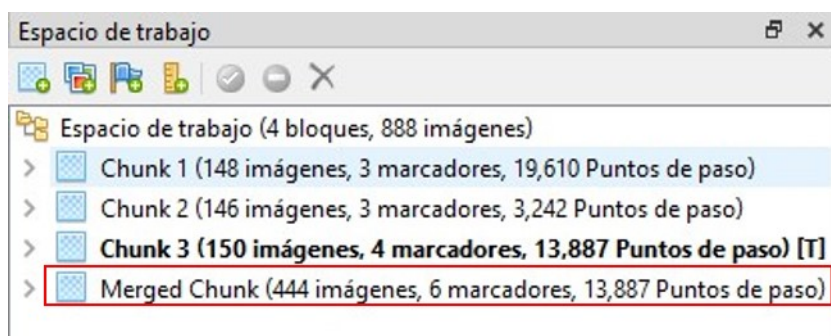 Espacio de trabajo
Espacio de trabajo (4 bloques, 888 imágenes)
Chunk 1 (148 imágenes, 3 marcadores, 19,610 Puntos de paso)
Chunk 2 (146 imágenes, 3 marcadores, 3,242 Puntos de paso)
Chunk 3 (150 imágenes, 4 marcadores, 13,887 Puntos de paso) [T]
Merged Chunk (444 imágenes, 6 marcadores, 13,887 Puntos de paso)